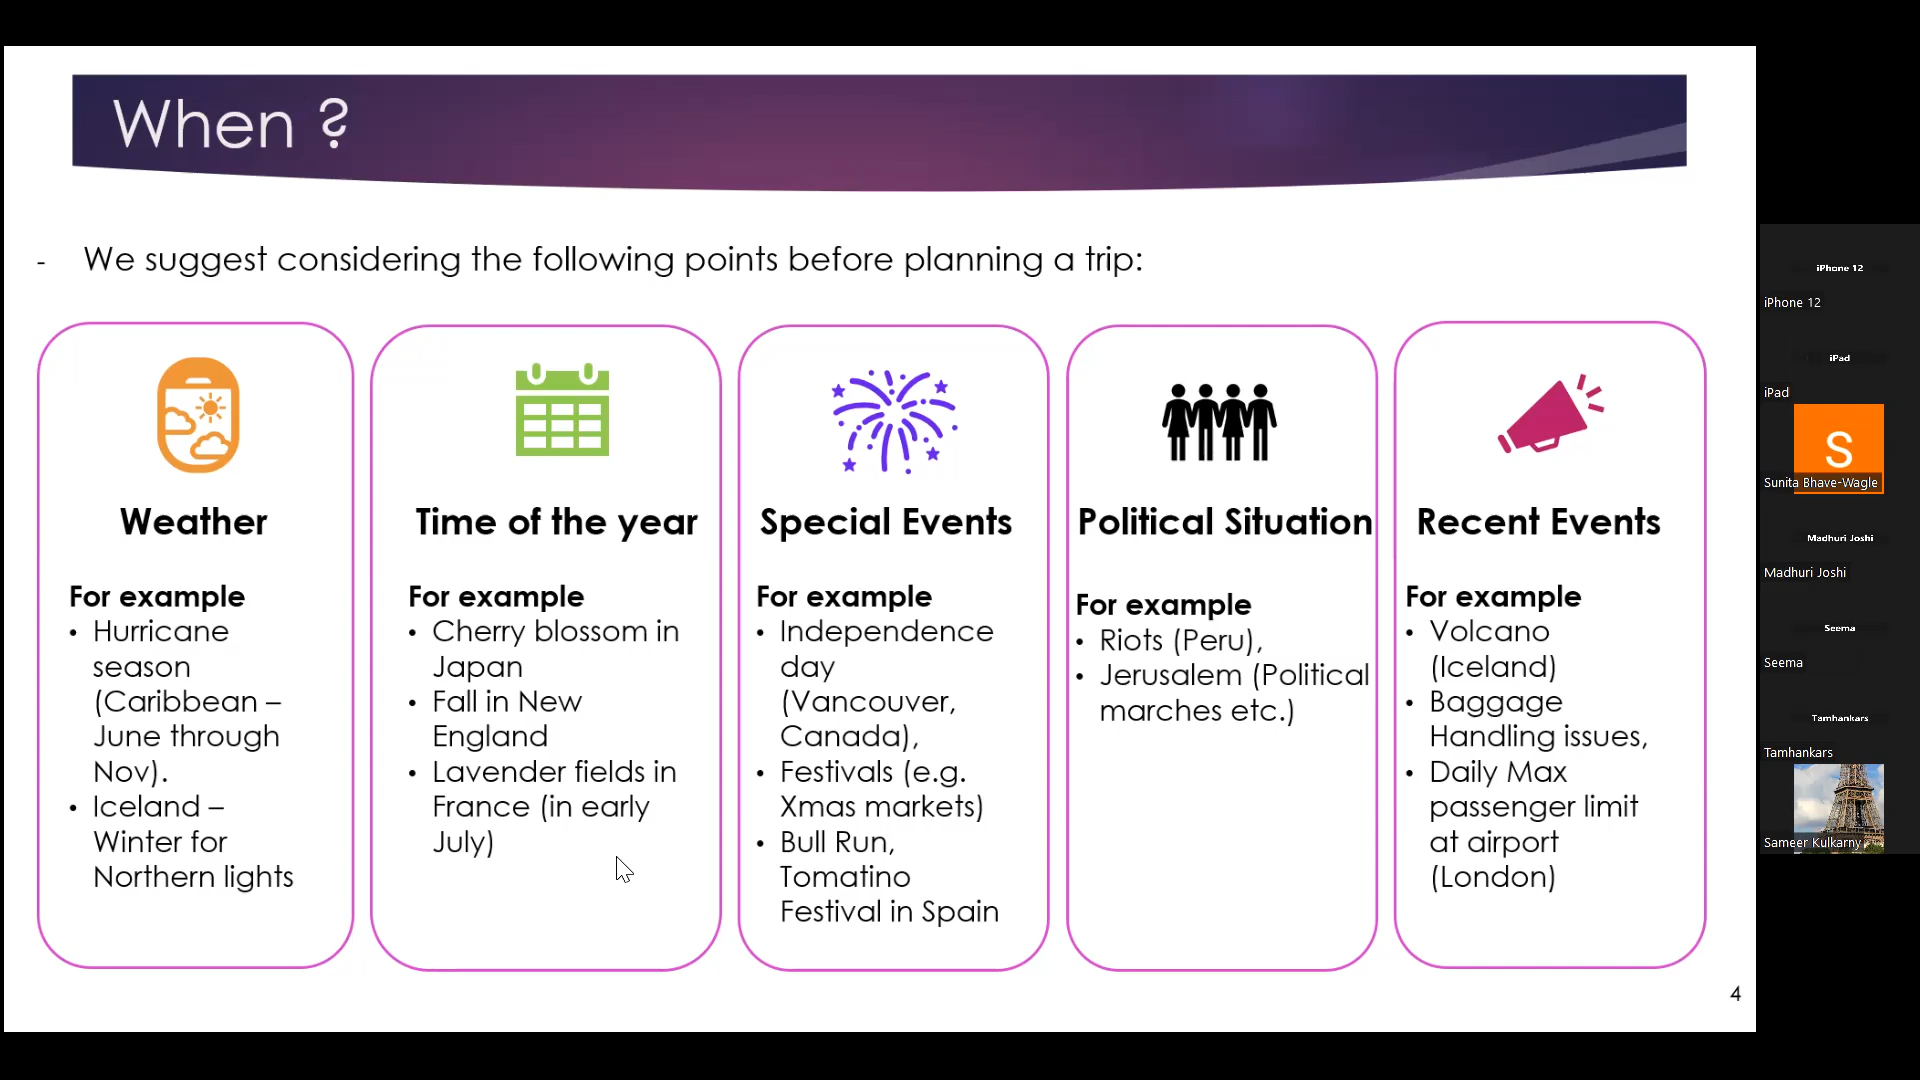 When ?
- We suggest considering the following points before planning a trip:
Weather
For example
• Hurricane
season
(Caribbean –
June through
Nov).
• Iceland –
Winter for
Northern lights
Time of the year
For example
• Cherry blossom in
Japan
• Fall in New
England
• Lavender fields in
France (in early
July)
Special Events
For example
• Independence
day
(Vancouver,
Canada),
• Festivals (e.g.
Xmas markets)
• Bull Run,
Tomatino
Festival in Spain
Political Situation
For example
• Riots (Peru),
• Jerusalem (Political
marches etc.)
Recent Events
For example
• Volcano
(Iceland)
• Baggage
Handling issues,
• Daily Max
passenger limit
at airport
(London)
4
iPhone 12
iPhone 12
iPad
iPad
S
Sunita Bhave-Wagle
Madhuri Joshi
Madhuri Joshi
Seema
Seema
Tamhankars
Tamhankars
Sameer Kulkarny